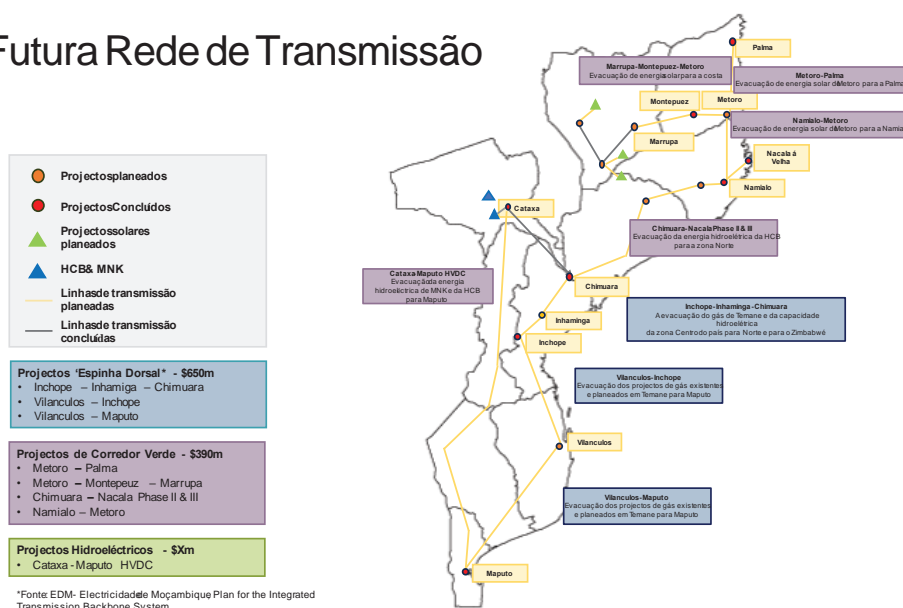 Futura Rede de Transmissão
Projectos planeados
Projectos Concluídos
Projectos solares
planeados
HCB & MNK
Linhas de transmissão
planeadas
Linhas de transmissão
concluídas
Projectos 'Espinha Dorsal* - $650m
• Inchope – Inhamiga – Chimuara
• Vilanculos – Inchope
• Vilanculos – Maputo
Projectos de Corredor Verde - $390m
• Metoro – Palma
• Metoro – Montepeuz – Marrupa
• Chimuara – Nacala Phase II & III
• Namialo – Metoro
Projectos Hidroeléctricos - $Xm
• Cataxa - Maputo HVDC
*Fonte: EDM- Electricidade de Moçambique, Plan for the Integrated
Transmission Backbone System
Palma
Marrupa-Montepuez-Metoro
Evacuação de energia solar para a costa
Metoro-Palma
Evacuação de energia solar de Metoro para a Palma
Montepuez
Metoro
Namialo-Metoro
Evacuação de energia solar de Metoro para a Namia
Marrupa
Nacala á
Velha
Namialo
Cataxa
Chimuara-Nacala Phase II & III
Evacuação da energia hidroelétrica da HCB
para a zona Norte
Cataxa-Maputo HVDC
Evacuação da energia
hidroeléctrica de MNK e da HCB
para Maputo
Chimuara
Inchope-Inhaminga-Chimuara
A evacuação do gás de Temane e da capacidade
hidroelétrica
da zona Centro do país para Norte e para o Zimbabwé
Inhaminga
Inchope
Vilanculos-Inchope
Evacuação dos projectos de gás existentes
e planeados em Temane para Maputo
Vilanculos
Vilanculos-Maputo
Evacuação dos projectos de gás existentes
e planeados em Temane para Maputo
Maputo